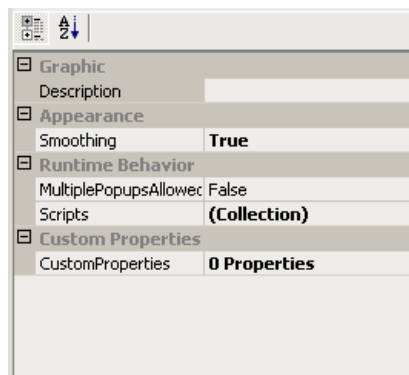 A
Z
Graphic
Description
Appearance
Smoothing True
Runtime Behavior
MultiplePopupsAllowec False
Scripts (Collection)
Custom Properties
CustomProperties 0 Properties